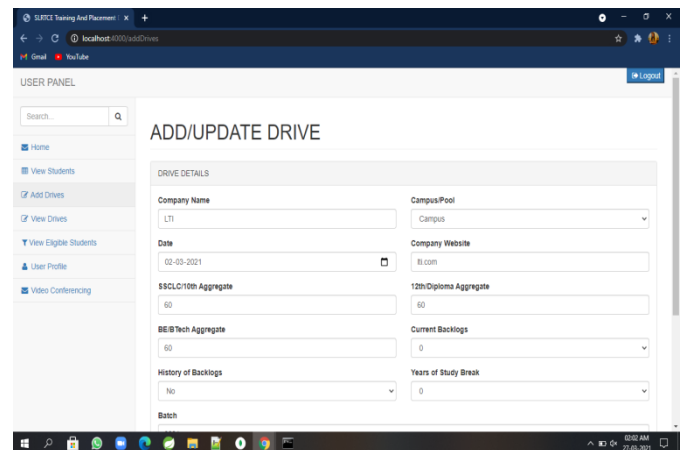 SLRTCE Training And Placement
localhost:4000/addDrives
Gmail YouTube
USER PANEL
Logout
Search...
Home
View Students
Add Drives
View Drives
View Eligible Students
User Profile
Video Conferencing
ADD/UPDATE DRIVE
DRIVE DETAILS
Company Name Campus/Pool
LTI Campus
Date Company Website
02-03-2021 lti.com
SSCLC/10th Aggregate 12th/Diploma Aggregate
60 60
BE/BTech Aggregate Current Backlogs
60 0
History of Backlogs Years of Study Break
No 0
Batch
02:02 AM
27-03-2021